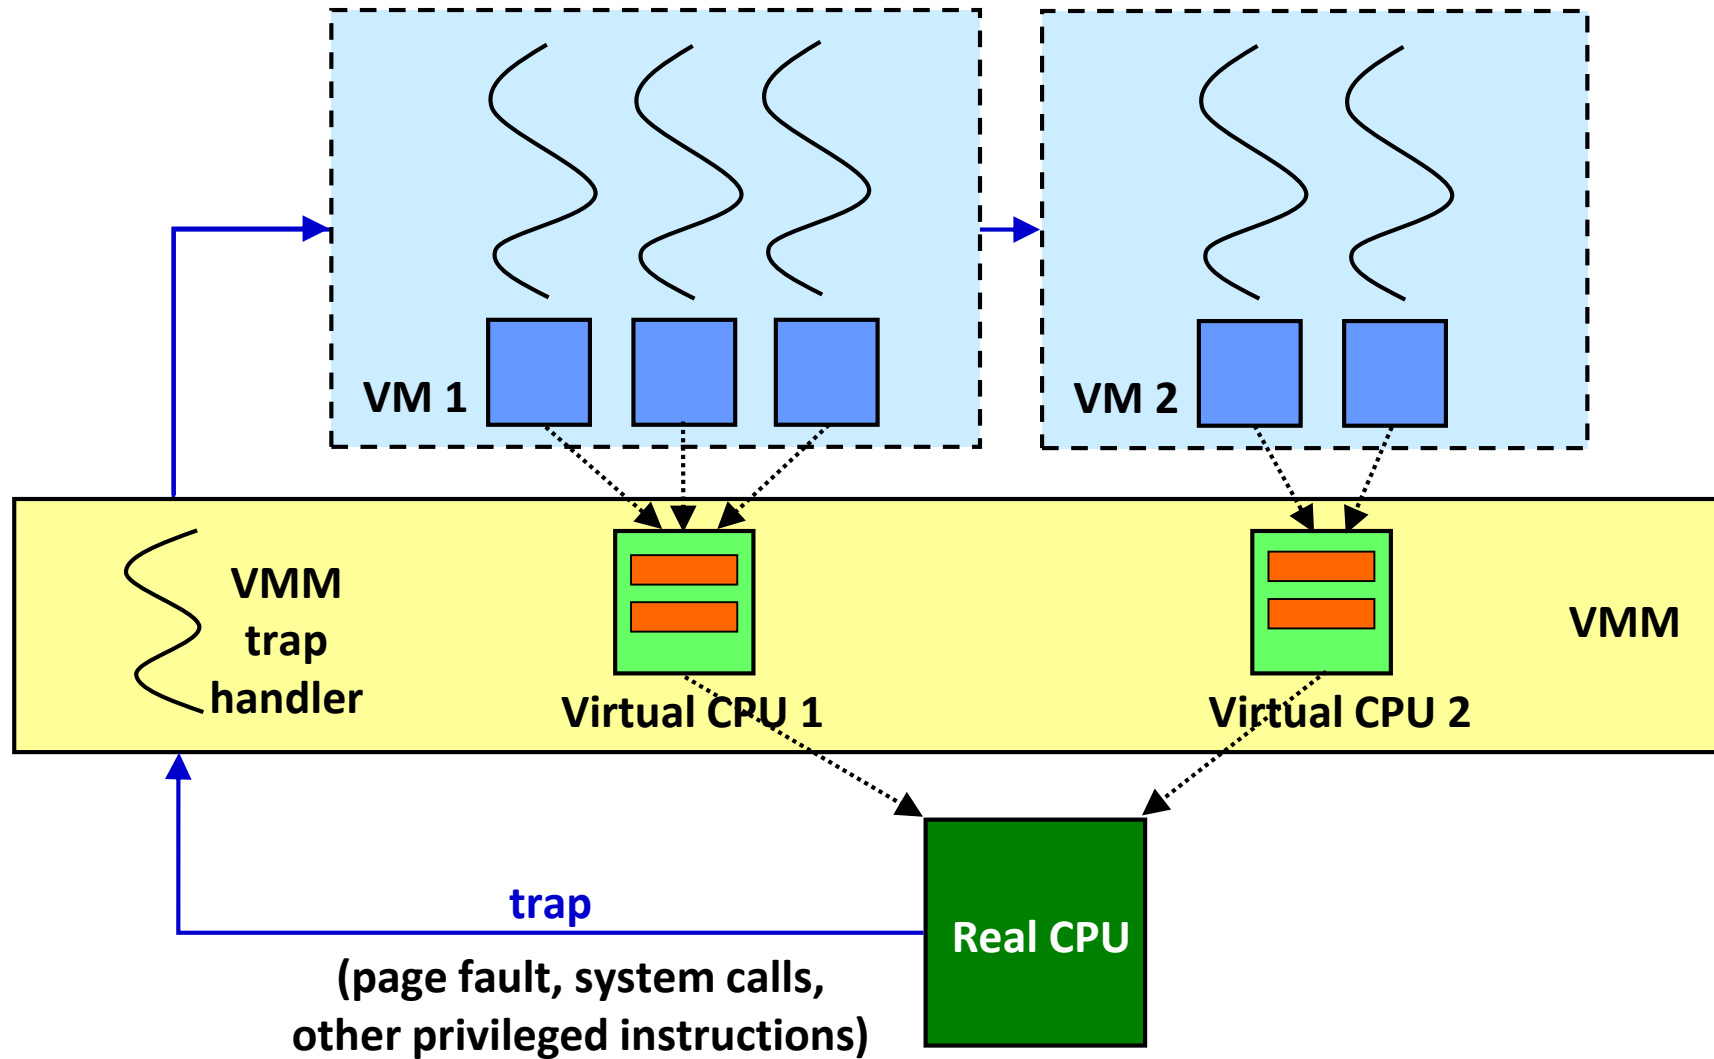 VM 1
VM 2
VMM
trap
handler
VMM
Virtual CPU 1
Virtual CPU 2
trap
Real CPU
(page fault, system calls,
other privileged instructions)